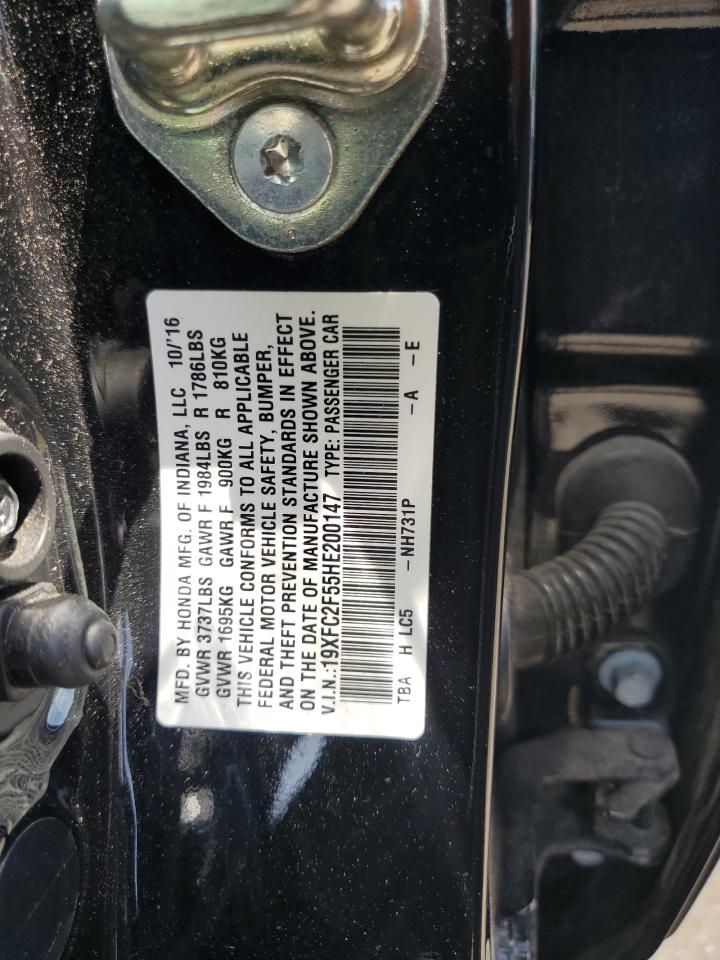 MFD. BY HONDA MFG. OF INDIANA, LLC 10/'16
GVWR 3737LBS GAWR F 1984LBS R 1786LBS
GVWR 1695KG GAWR F 900KG R 810KG
THIS VEHICLE CONFORMS TO ALL APPLICABLE
FEDERAL MOTOR VEHICLE SAFETY, BUMPER,
AND THEFT PREVENTION STANDARDS IN EFFECT
ON THE DATE OF MANUFACTURE SHOWN ABOVE.
V.I.N.:19XFC2F55HE200147 TYPE: PASSENGER CAR
TBA H LC5 -NH731P -A -E